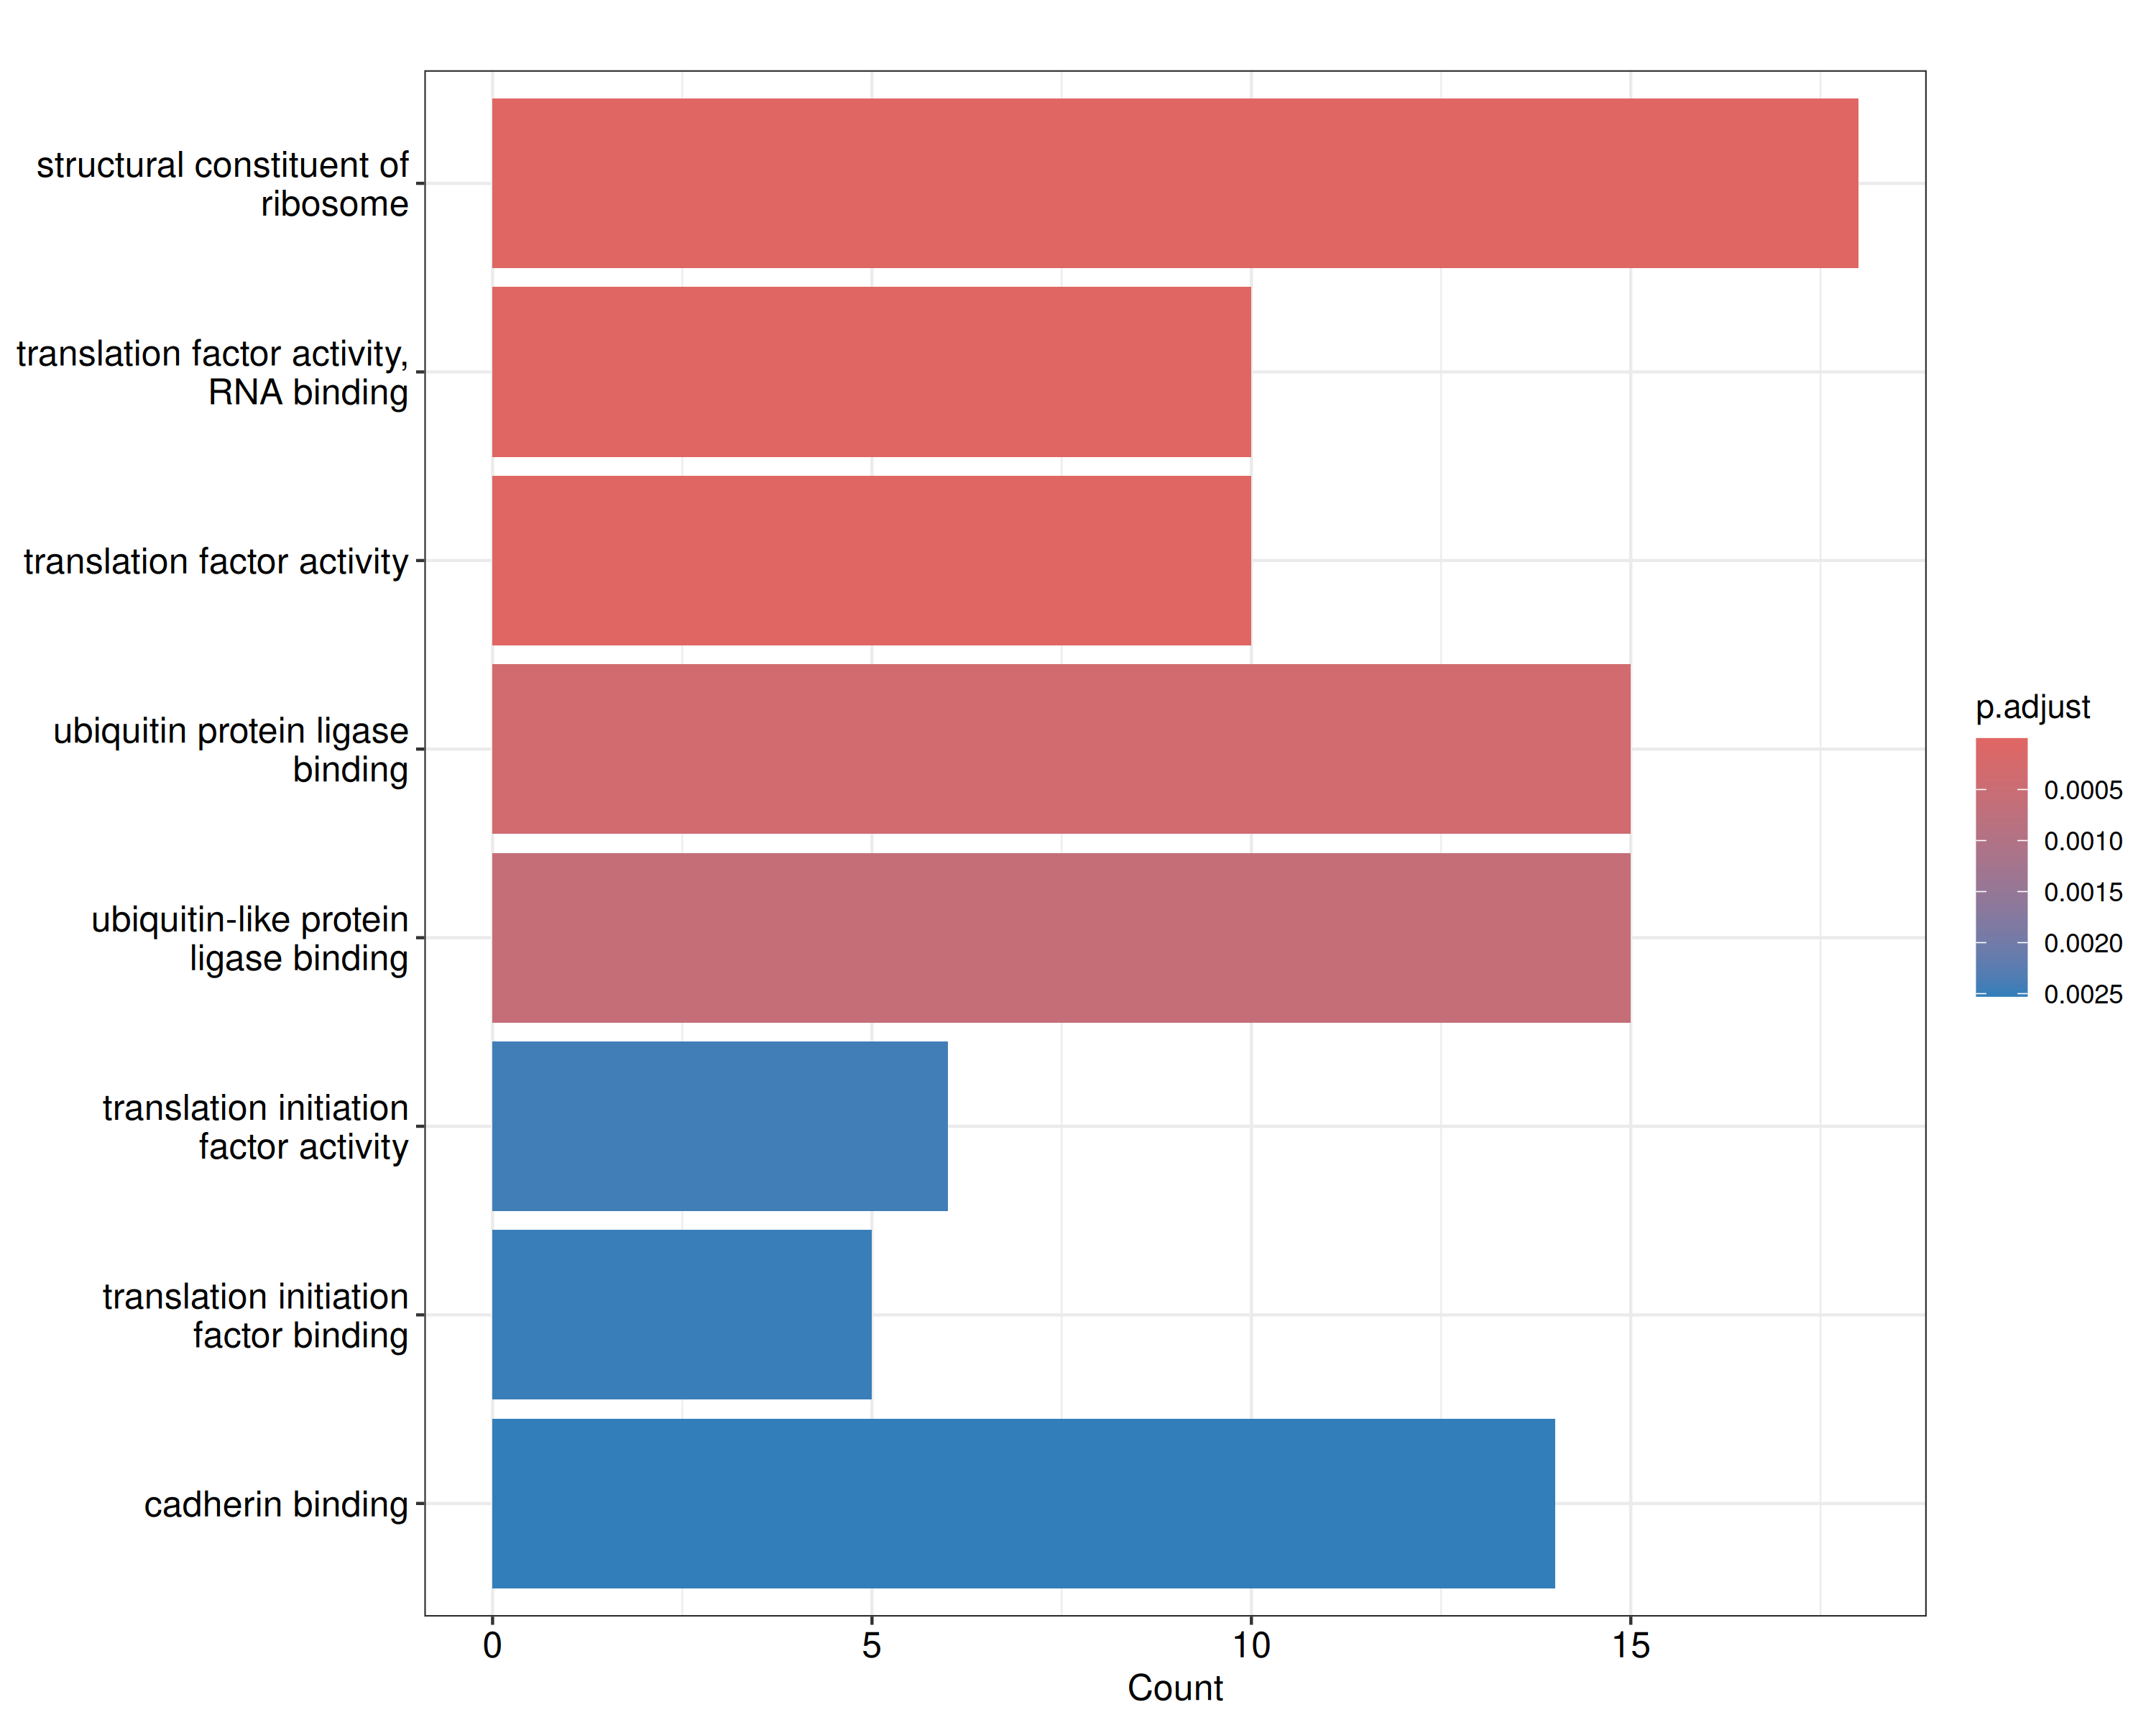 structural constituent of
ribosome
translation factor activity,
RNA binding
translation factor activity
ubiquitin protein ligase
binding
ubiquitin-like protein
ligase binding
translation initiation
factor activity
translation initiation
factor binding
cadherin binding
0 5 10 15
Count
p.adjust
0.0005
0.0010
0.0015
0.0020
0.0025